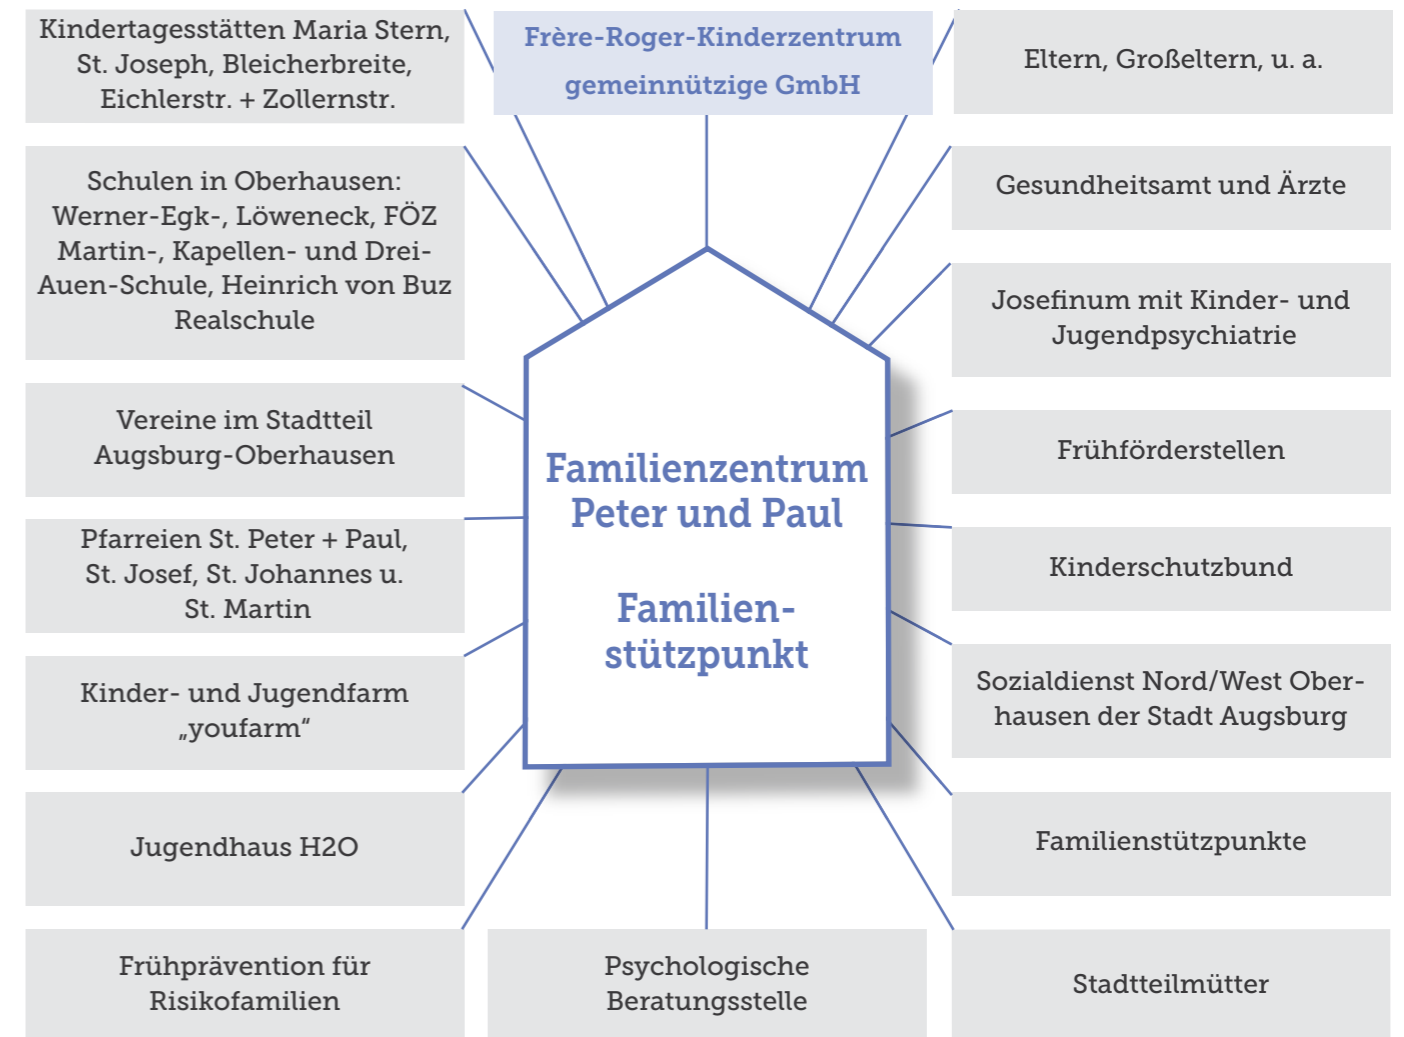 Kindertagesstätten Maria Stern,
St. Joseph, Bleicherbreite,
Eichlerstr. + Zollernstr.
Frère-Roger-Kinderzentrum
gemeinnützige GmbH
Eltern, Großeltern, u. a.
Schulen in Oberhausen:
Werner-Egk-, Löweneck, FÖZ
Martin-, Kapellen- und Drei-
Auen-Schule, Heinrich von Buz
Realschule
Gesundheitsamt und Ärzte
Josefinum mit Kinder- und
Jugendpsychiatrie
Vereine im Stadtteil
Augsburg-Oberhausen
Frühförderstellen
Familienzentrum
Peter und Paul
Familien-
stützpunkt
Pfarreien St. Peter + Paul,
St. Josef, St. Johannes u.
St. Martin
Kinderschutzbund
Kinder- und Jugendfarm
„youfarm“
Sozialdienst Nord/West Ober-
hausen der Stadt Augsburg
Jugendhaus H2O
Familienstützpunkte
Frühprävention für
Risikofamilien
Psychologische
Beratungsstelle
Stadtteilmütter